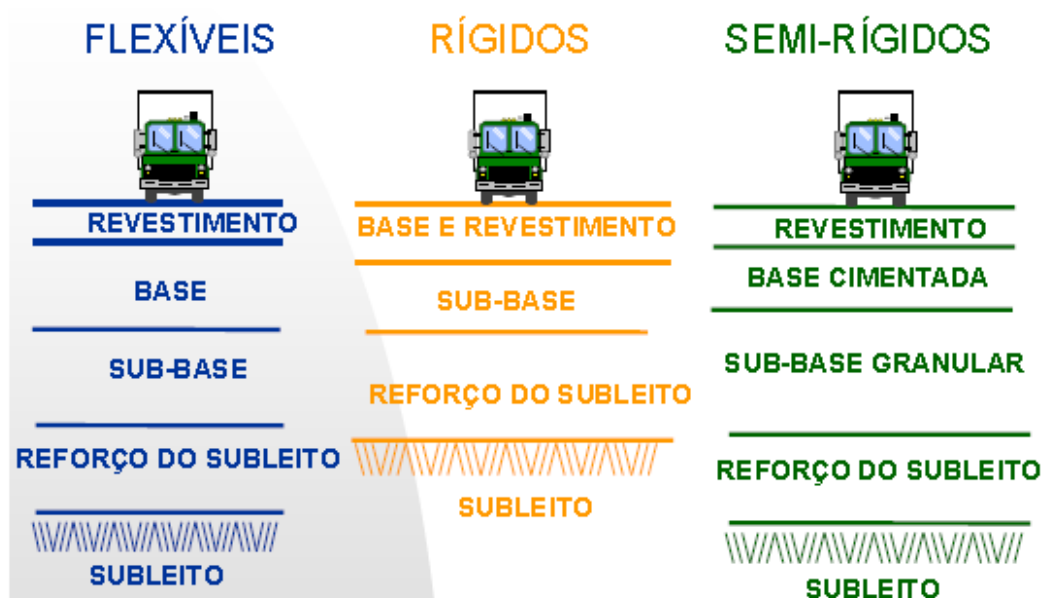 FLEXÍVEIS
REVESTIMENTO
BASE
SUB-BASE
REFORÇO DO SUBLEITO
SUBLEITO
RÍGIDOS
BASE E REVESTIMENTO
SUB-BASE
REFORÇO DO SUBLEITO
SUBLEITO
SEMI-RÍGIDOS
REVESTIMENTO
BASE CIMENTADA
SUB-BASE GRANULAR
REFORÇO DO SUBLEITO
SUBLEITO